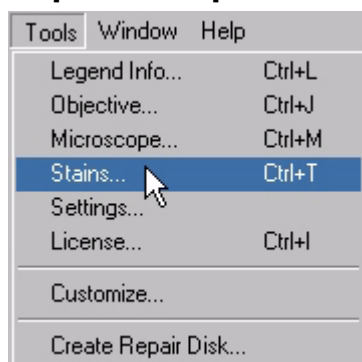 Tools Window Help
Legend Info... Ctrl+L
Objective... Ctrl+J
Microscope... Ctrl+M
Stains... Ctrl+T
Settings...
License... Ctrl+I
Customize...
Create Repair Disk...